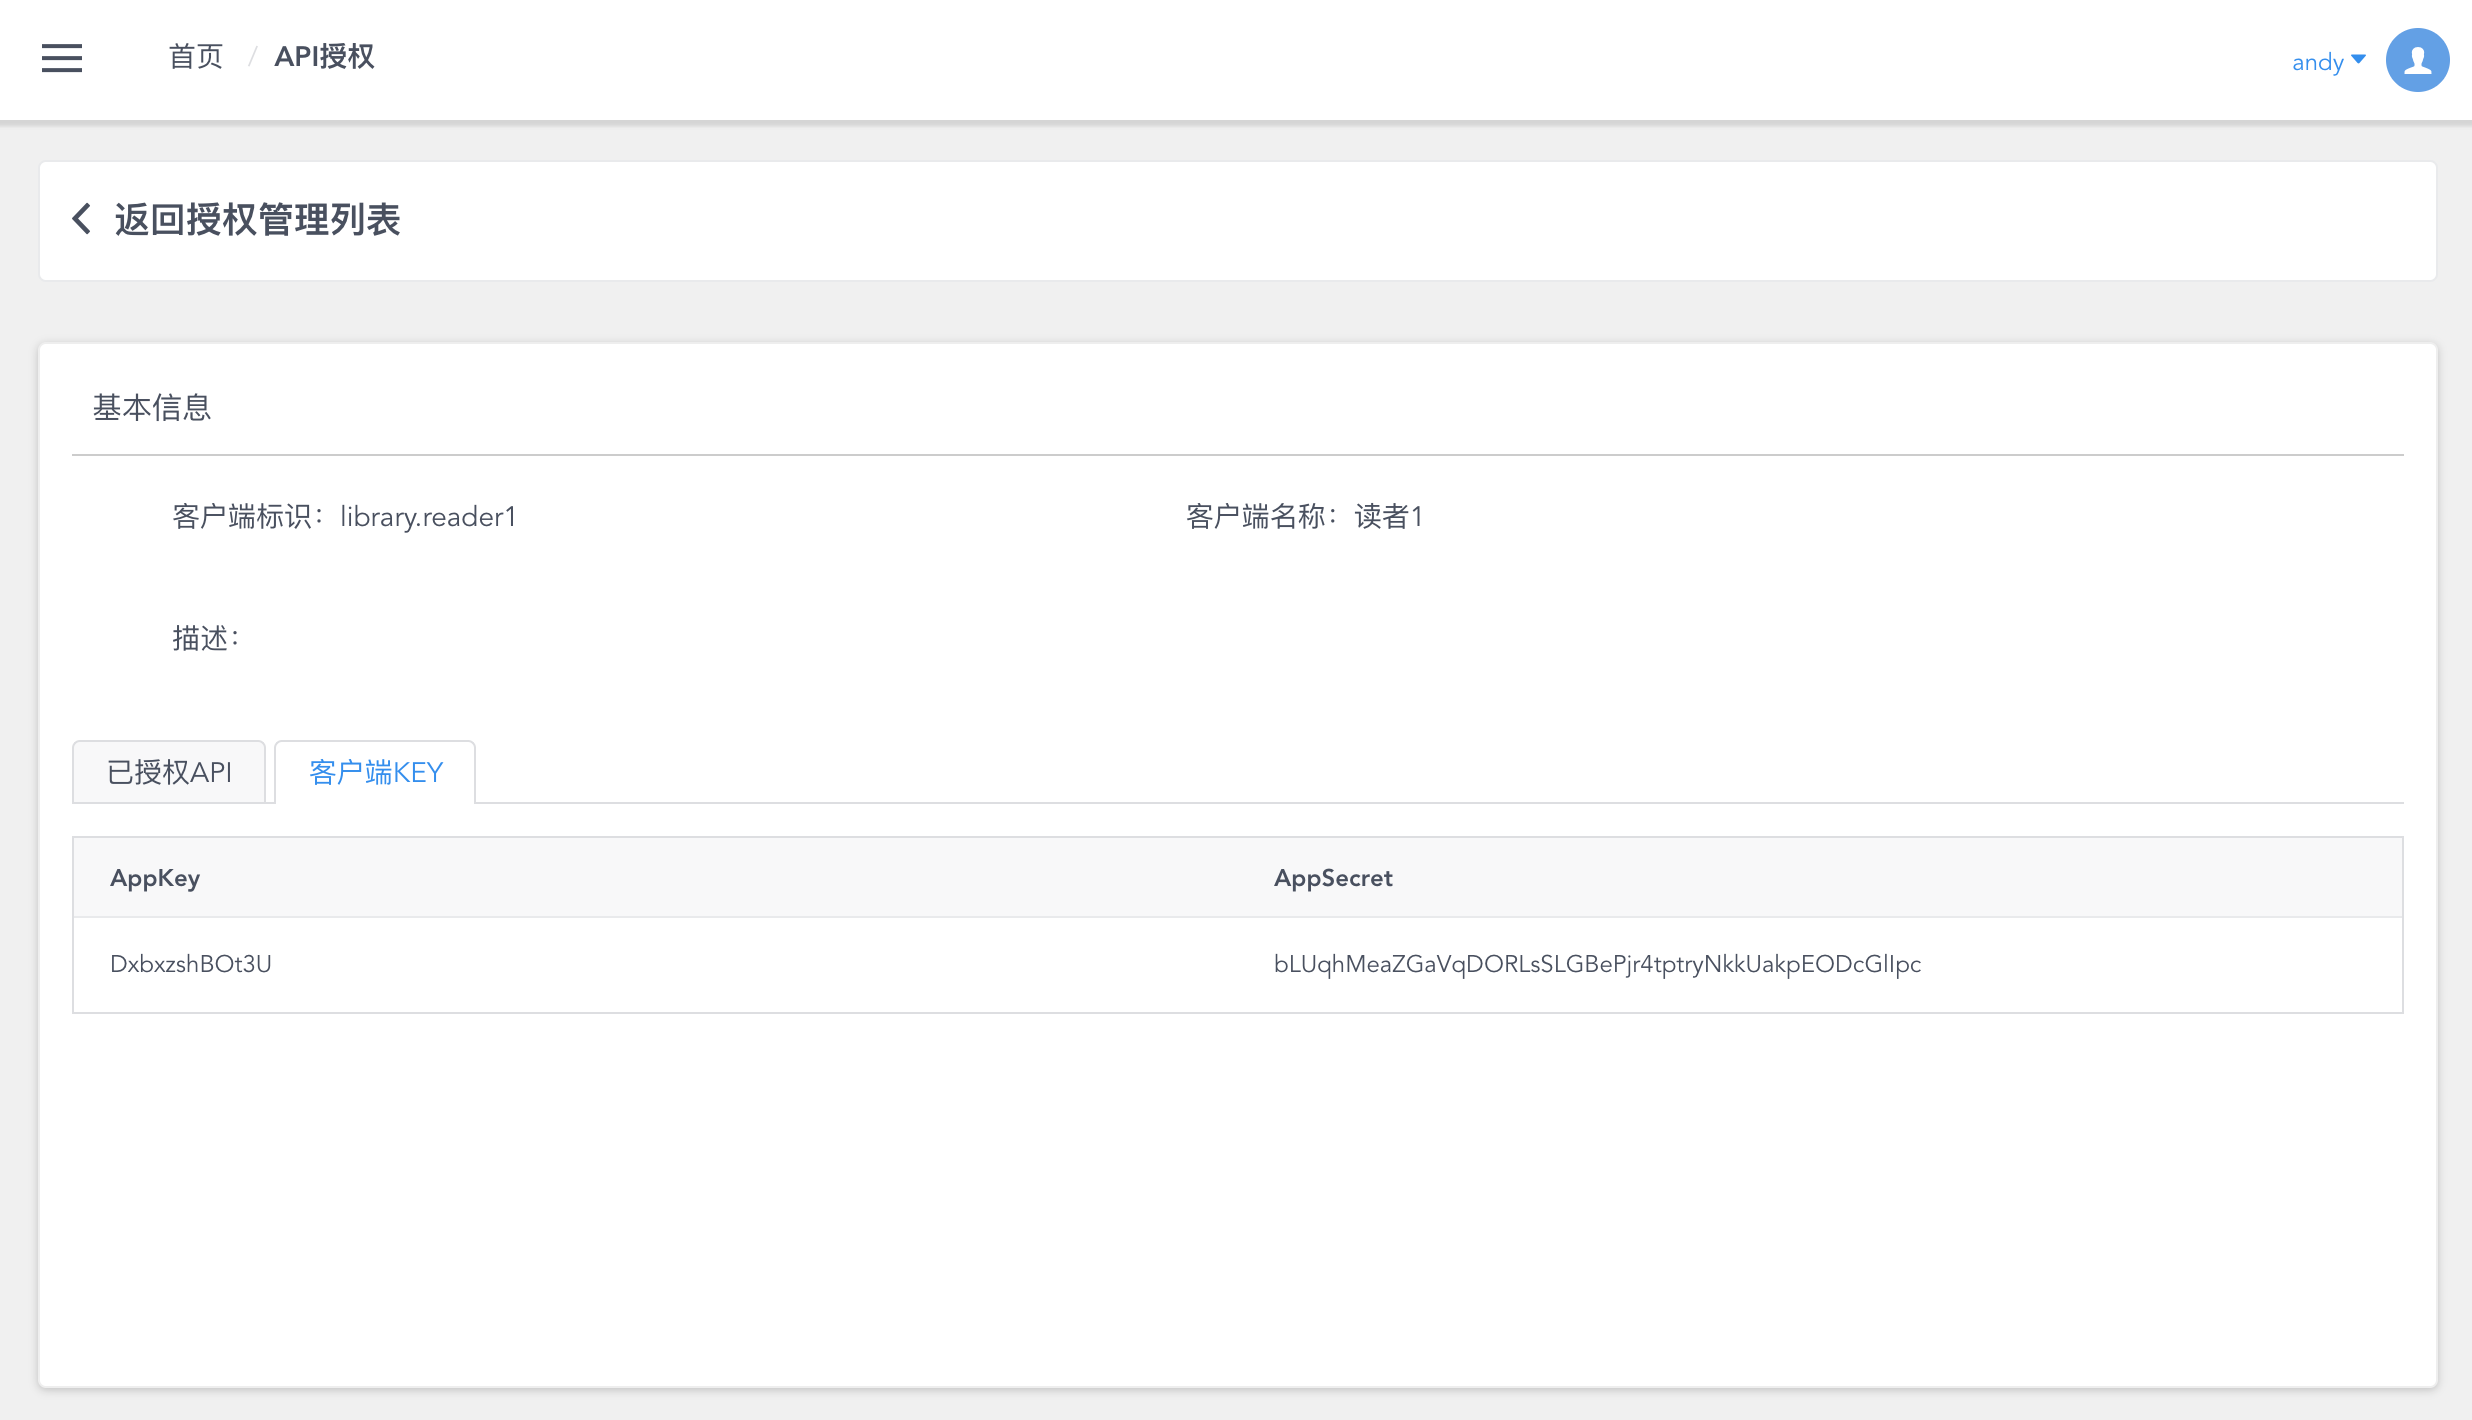 首页 / API授权
andy
返回授权管理列表
基本信息
客户端标识：library.reader1
客户端名称：读者1
描述：
已授权API
客户端KEY
AppKey
AppSecret
DxbxzshBOt3U
bLUqhMeaZGaVqDORLsSLGBePjr4tptryNkkUakpEODcGlIpc